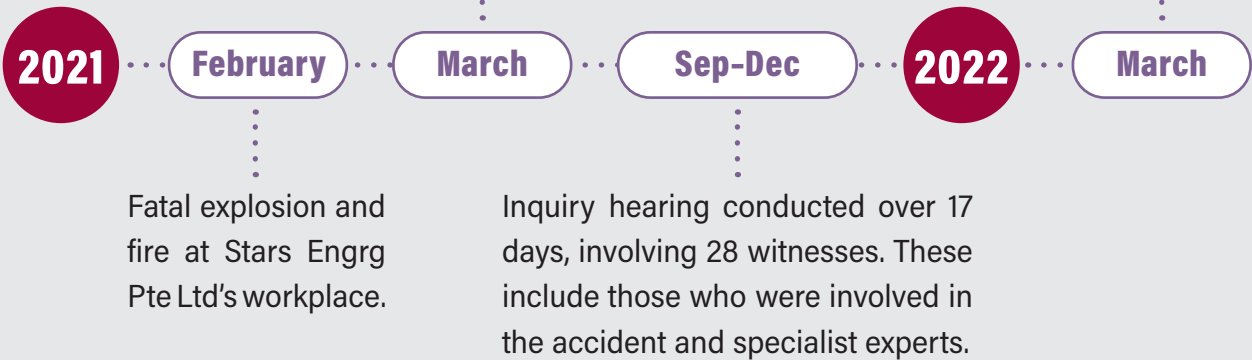 2021
February
March
Sep-Dec
2022
March
Fatal explosion and
fire at Stars Engrg
Pte Ltd's workplace.
Inquiry hearing conducted over 17
days, involving 28 witnesses. These
include those who were involved in
the accident and specialist experts.